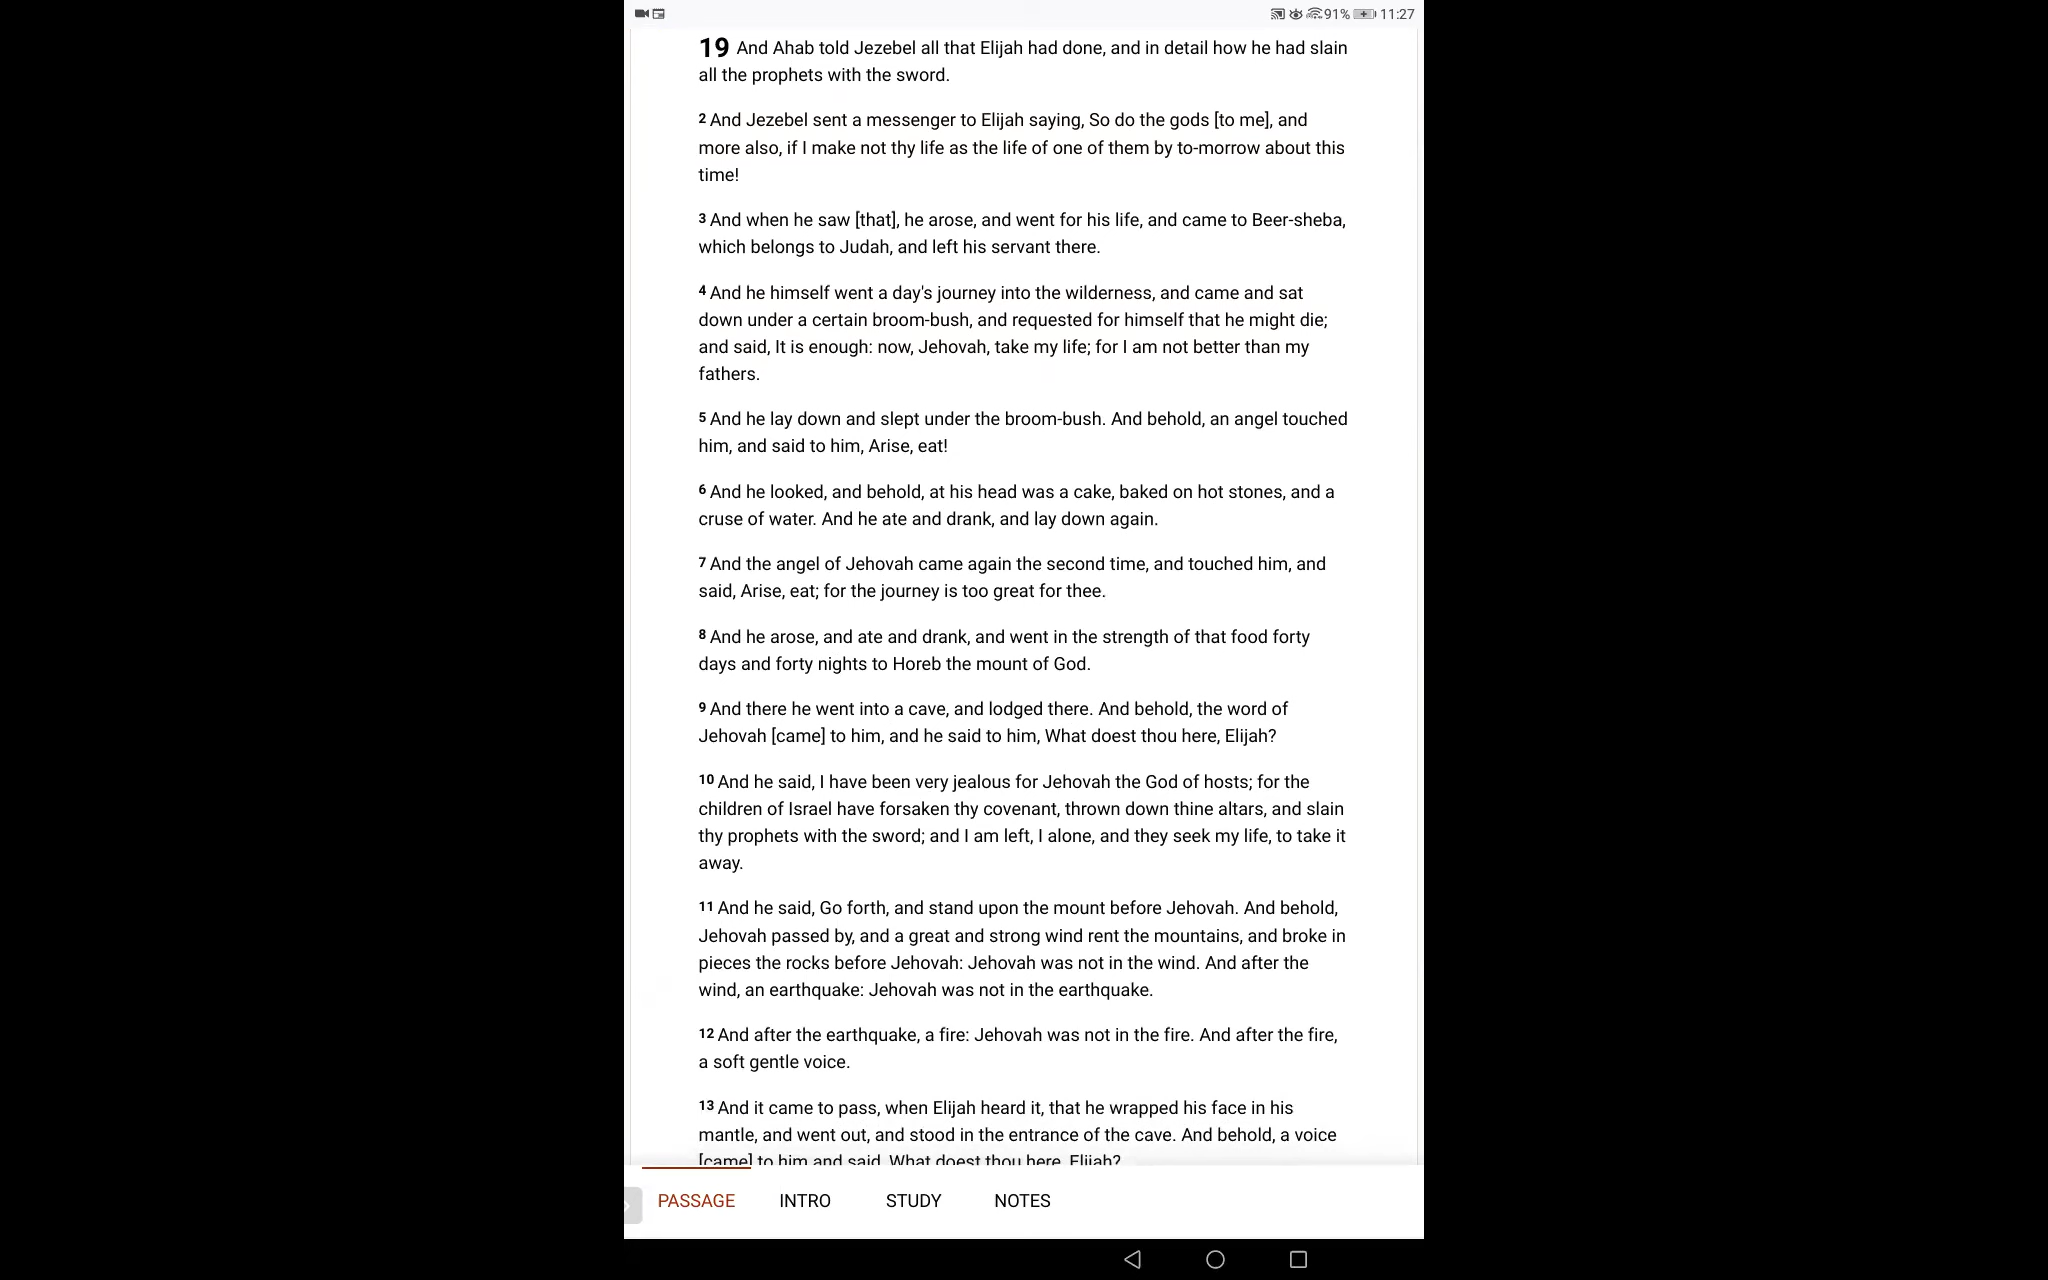 91% 11:27
19 And Ahab told Jezebel all that Elijah had done, and in detail how he had slain
all the prophets with the sword.
2 And Jezebel sent a messenger to Elijah saying, So do the gods [to me], and
more also, if I make not thy life as the life of one of them by to-morrow about this
time!
3 And when he saw [that], he arose, and went for his life, and came to Beer-sheba,
which belongs to Judah, and left his servant there.
4 And he himself went a day's journey into the wilderness, and came and sat
down under a certain broom-bush, and requested for himself that he might die;
and said, It is enough: now, Jehovah, take my life; for I am not better than my
fathers.
5 And he lay down and slept under the broom-bush. And behold, an angel touched
him, and said to him, Arise, eat!
6 And he looked, and behold, at his head was a cake, baked on hot stones, and a
cruse of water. And he ate and drank, and lay down again.
7 And the angel of Jehovah came again the second time, and touched him, and
said, Arise, eat; for the journey is too great for thee.
8 And he arose, and ate and drank, and went in the strength of that food forty
days and forty nights to Horeb the mount of God.
9 And there he went into a cave, and lodged there. And behold, the word of
Jehovah [came] to him, and he said to him, What doest thou here, Elijah?
10 And he said, I have been very jealous for Jehovah the God of hosts; for the
children of Israel have forsaken thy covenant, thrown down thine altars, and slain
thy prophets with the sword; and I am left, I alone, and they seek my life, to take it
away.
11 And he said, Go forth, and stand upon the mount before Jehovah. And behold,
Jehovah passed by, and a great and strong wind rent the mountains, and broke in
pieces the rocks before Jehovah: Jehovah was not in the wind. And after the
wind, an earthquake: Jehovah was not in the earthquake.
12 And after the earthquake, a fire: Jehovah was not in the fire. And after the fire,
a soft gentle voice.
13 And it came to pass, when Elijah heard it, that he wrapped his face in his
mantle, and went out, and stood in the entrance of the cave. And behold, a voice
[came] to him and said, What doest thou here, Elijah?
PASSAGE INTRO STUDY NOTES